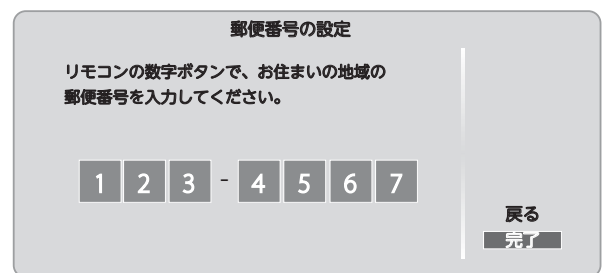 郵便番号の設定
リモコンの数字ボタンで、お住まいの地域の
郵便番号を入力してください。
1 2 3 - 4 5 6 7
戻る
完了